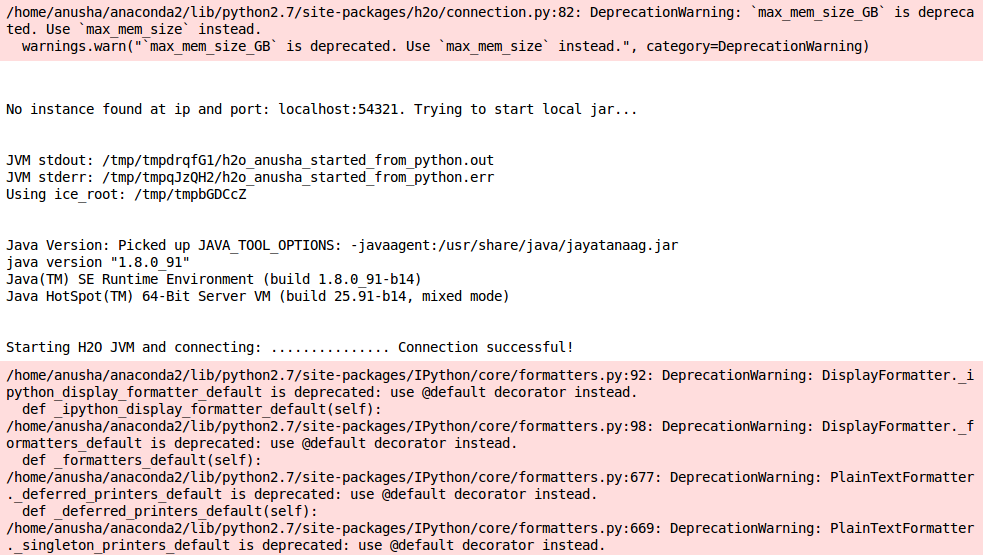 /home/anusha/anaconda2/lib/python2.7/site-packages/h2o/connection.py:82: DeprecationWarning: `max_mem_size_GB` is depreca
ted. Use `max_mem_size` instead.
  warnings.warn("`max_mem_size_GB` is deprecated. Use `max_mem_size` instead.", category=DeprecationWarning)
No instance found at ip and port: localhost:54321. Trying to start local jar...
JVM stdout: /tmp/tmpdrqfG1/h2o_anusha_started_from_python.out
JVM stderr: /tmp/tmpqJzQH2/h2o_anusha_started_from_python.err
Using ice_root: /tmp/tmpbGDCcZ
Java Version: Picked up JAVA_TOOL_OPTIONS: -javaagent:/usr/share/java/jayatanaag.jar
java version "1.8.0_91"
Java(TM) SE Runtime Environment (build 1.8.0_91-b14)
Java HotSpot(TM) 64-Bit Server VM (build 25.91-b14, mixed mode)
Starting H2O JVM and connecting: ............... Connection successful!
/home/anusha/anaconda2/lib/python2.7/site-packages/IPython/core/formatters.py:92: DeprecationWarning: DisplayFormatter._i
python_display_formatter_default is deprecated: use @default decorator instead.
  def _ipython_display_formatter_default(self):
/home/anusha/anaconda2/lib/python2.7/site-packages/IPython/core/formatters.py:98: DeprecationWarning: DisplayFormatter._f
ormatters_default is deprecated: use @default decorator instead.
  def _formatters_default(self):
/home/anusha/anaconda2/lib/python2.7/site-packages/IPython/core/formatters.py:677: DeprecationWarning: PlainTextFormatter
._deferred_printers_default is deprecated: use @default decorator instead.
  def _deferred_printers_default(self):
/home/anusha/anaconda2/lib/python2.7/site-packages/IPython/core/formatters.py:669: DeprecationWarning: PlainTextFormatter
._singleton_printers_default is deprecated: use @default decorator instead.